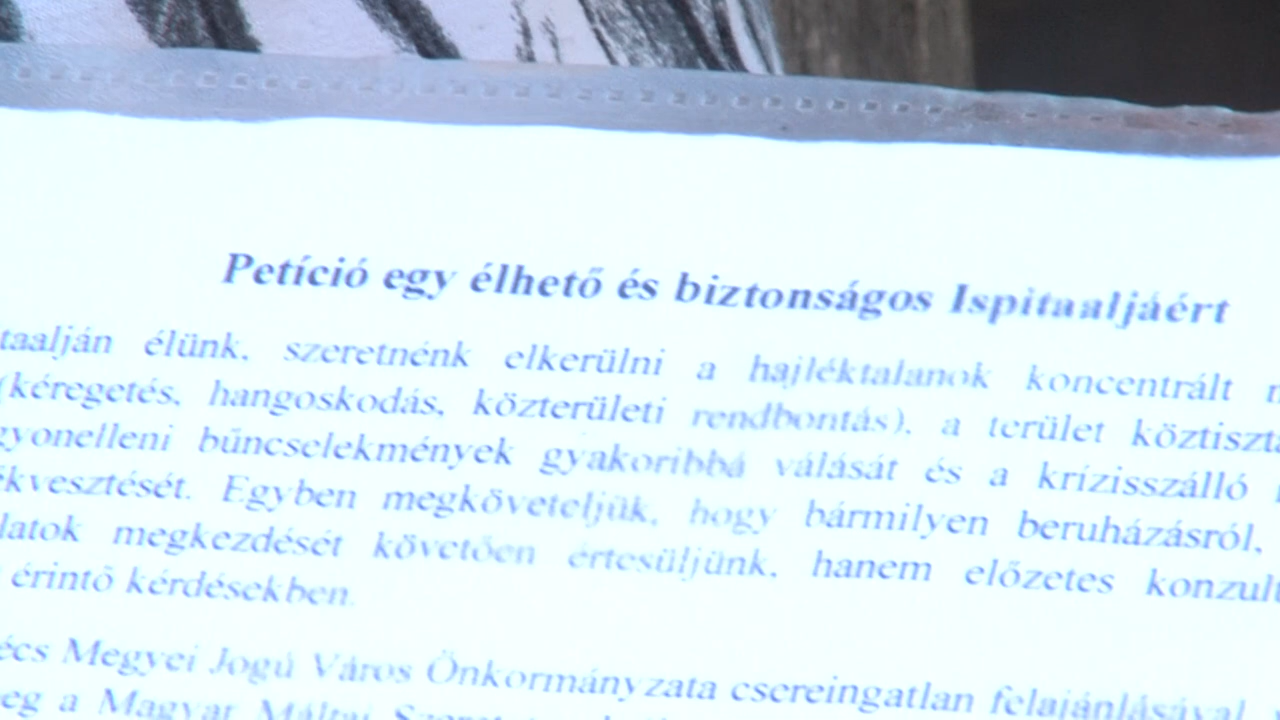 Petíció egy élhető és biztonságos Ispitaaljáért
taalján élünk, szeretnénk elkerülni a hajléktalanok koncentrált
(kéregetés, hangoskodás, közterületi rendbontás), a terület köztiszt
gyonelleni bűncselekmények gyakoribbá válását és a krízisszálló
ékvesztését. Egyben megköveteljük, hogy bármilyen beruházásról,
latok megkezdését követően értesüljünk, hanem előzetes konzult
érintő kérdésekben.
écs Megyei Jogú Város Önkormányzata csereingatlan felajánlásával
eg a Magyar Máltai